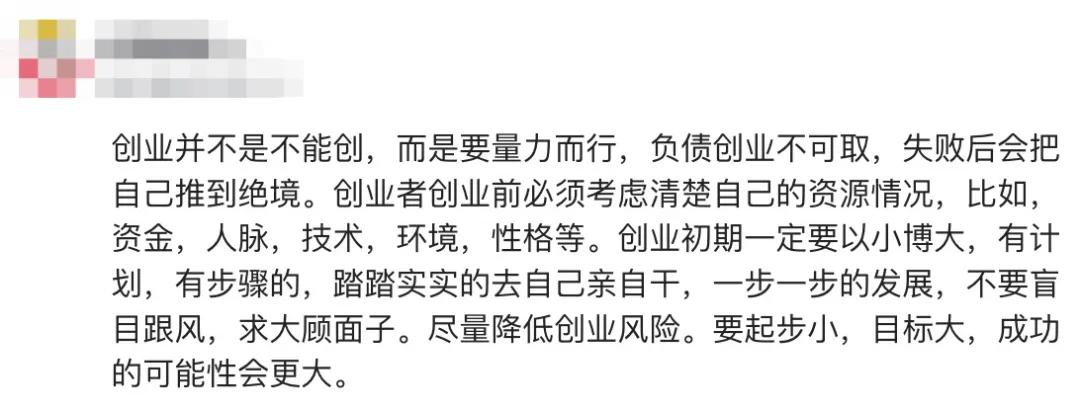 创业并不是不能创，而是要量力而行，负债创业不可取，失败后会把
自己推到绝境。创业者创业前必须考虑清楚自己的资源情况，比如，
资金，人脉，技术，环境，性格等。创业初期一定要以小博大，有计
划，有步骤的，踏踏实实的去自己亲自干，一步一步的发展，不要盲
目跟风，求大顾面子。尽量降低创业风险。要起步小，目标大，成功
的可能性会更大。